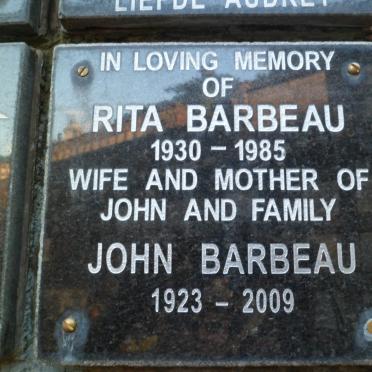 LIEFDE AUDREY
IN LOVING MEMORY
OF
RITA BARBEAU
1930 – 1985
WIFE AND MOTHER OF
JOHN AND FAMILY
JOHN BARBEAU
1923 – 2009